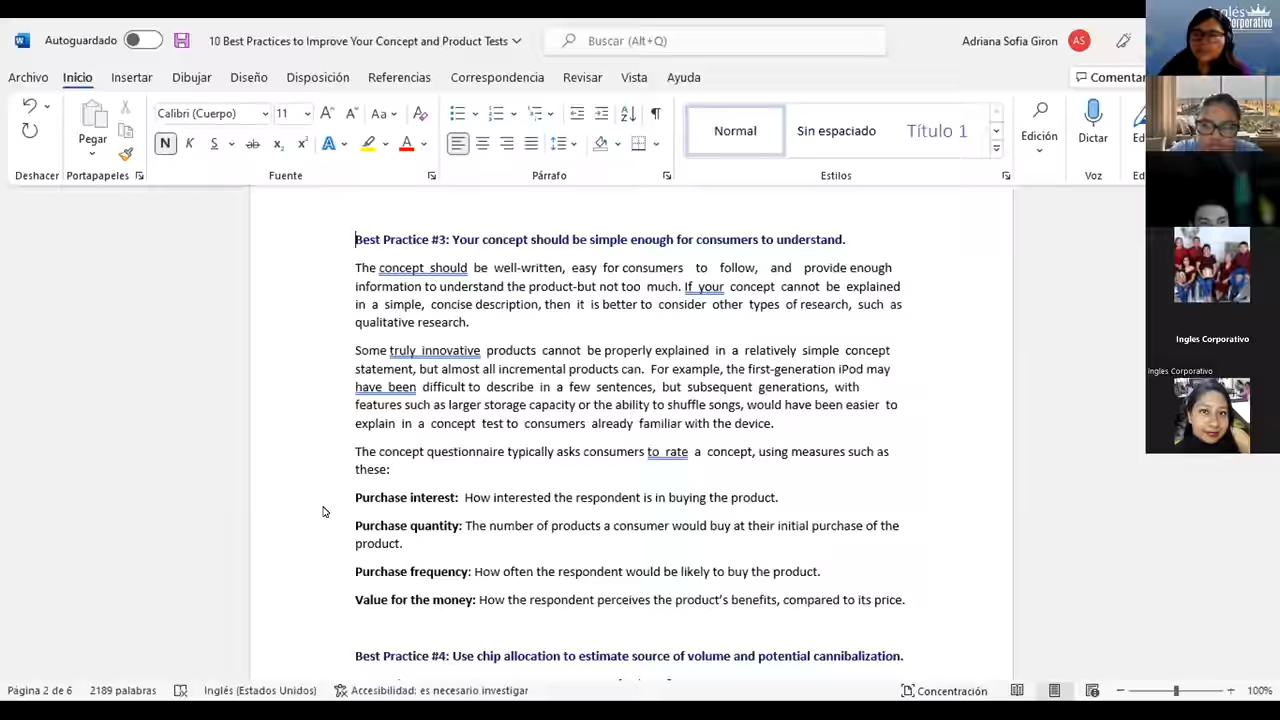 Autoguardado
10 Best Practices to Improve Your Concept and Product Tests
Buscar (Alt+Q)
Adriana Sofia Giron
AS
Inglés
Corporativo
Archivo Inicio Insertar Dibujar Diseño Disposición Referencias Correspondencia Revisar Vista Ayuda
Comentar
Calibri (Cuerpo) 11
Pegar
N K S ab x₂ x²
Normal
Sin espaciado
Título 1
Edición
Dictar
Edi
Deshacer Portapapeles Fuente Párrafo Estilos Voz
Best Practice #3: Your concept should be simple enough for consumers to understand.
The concept should be well-written, easy for consumers to follow, and provide enough
information to understand the product-but not too much. If your concept cannot be explained
in a simple, concise description, then it is better to consider other types of research, such as
qualitative research.
Some truly innovative products cannot be properly explained in a relatively simple concept
statement, but almost all incremental products can. For example, the first-generation iPod may
have been difficult to describe in a few sentences, but subsequent generations, with
features such as larger storage capacity or the ability to shuffle songs, would have been easier to
explain in a concept test to consumers already familiar with the device.
The concept questionnaire typically asks consumers to rate a concept, using measures such as
these:
Purchase interest: How interested the respondent is in buying the product.
Purchase quantity: The number of products a consumer would buy at their initial purchase of the
product.
Purchase frequency: How often the respondent would be likely to buy the product.
Value for the money: How the respondent perceives the product's benefits, compared to its price.
Best Practice #4: Use chip allocation to estimate source of volume and potential cannibalization.
Ingles Corporativo
Ingles Corporativo
Página 2 de 6
2189 palabras
Inglés (Estados Unidos)
Accesibilidad: es necesario investigar
Concentración
100%